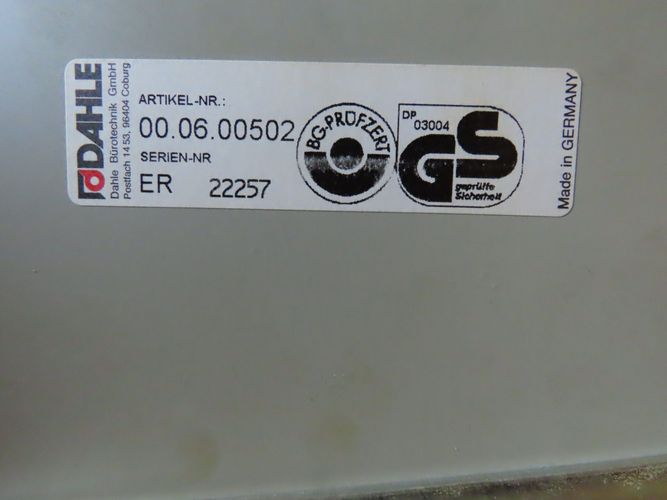 DAHLE
Dahle Bürotechnik GmbH
Postfach 14 53, 96404 Coburg
ARTIKEL-NR.:
00.06.00502
SERIEN-NR
ER 22257
BG-PRÜFZERT
DP
03004
GS
geprüfte
Sicherheit
Made in GERMANY